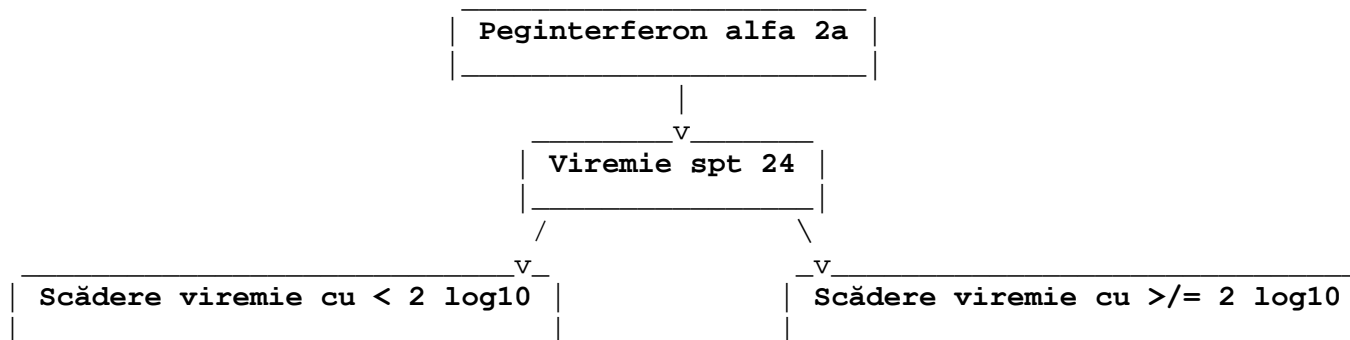 Peginterferon alfa 2a
Viremie spt 24
Scădere viremie cu < 2 log10
Scădere viremie cu >/= 2 log10